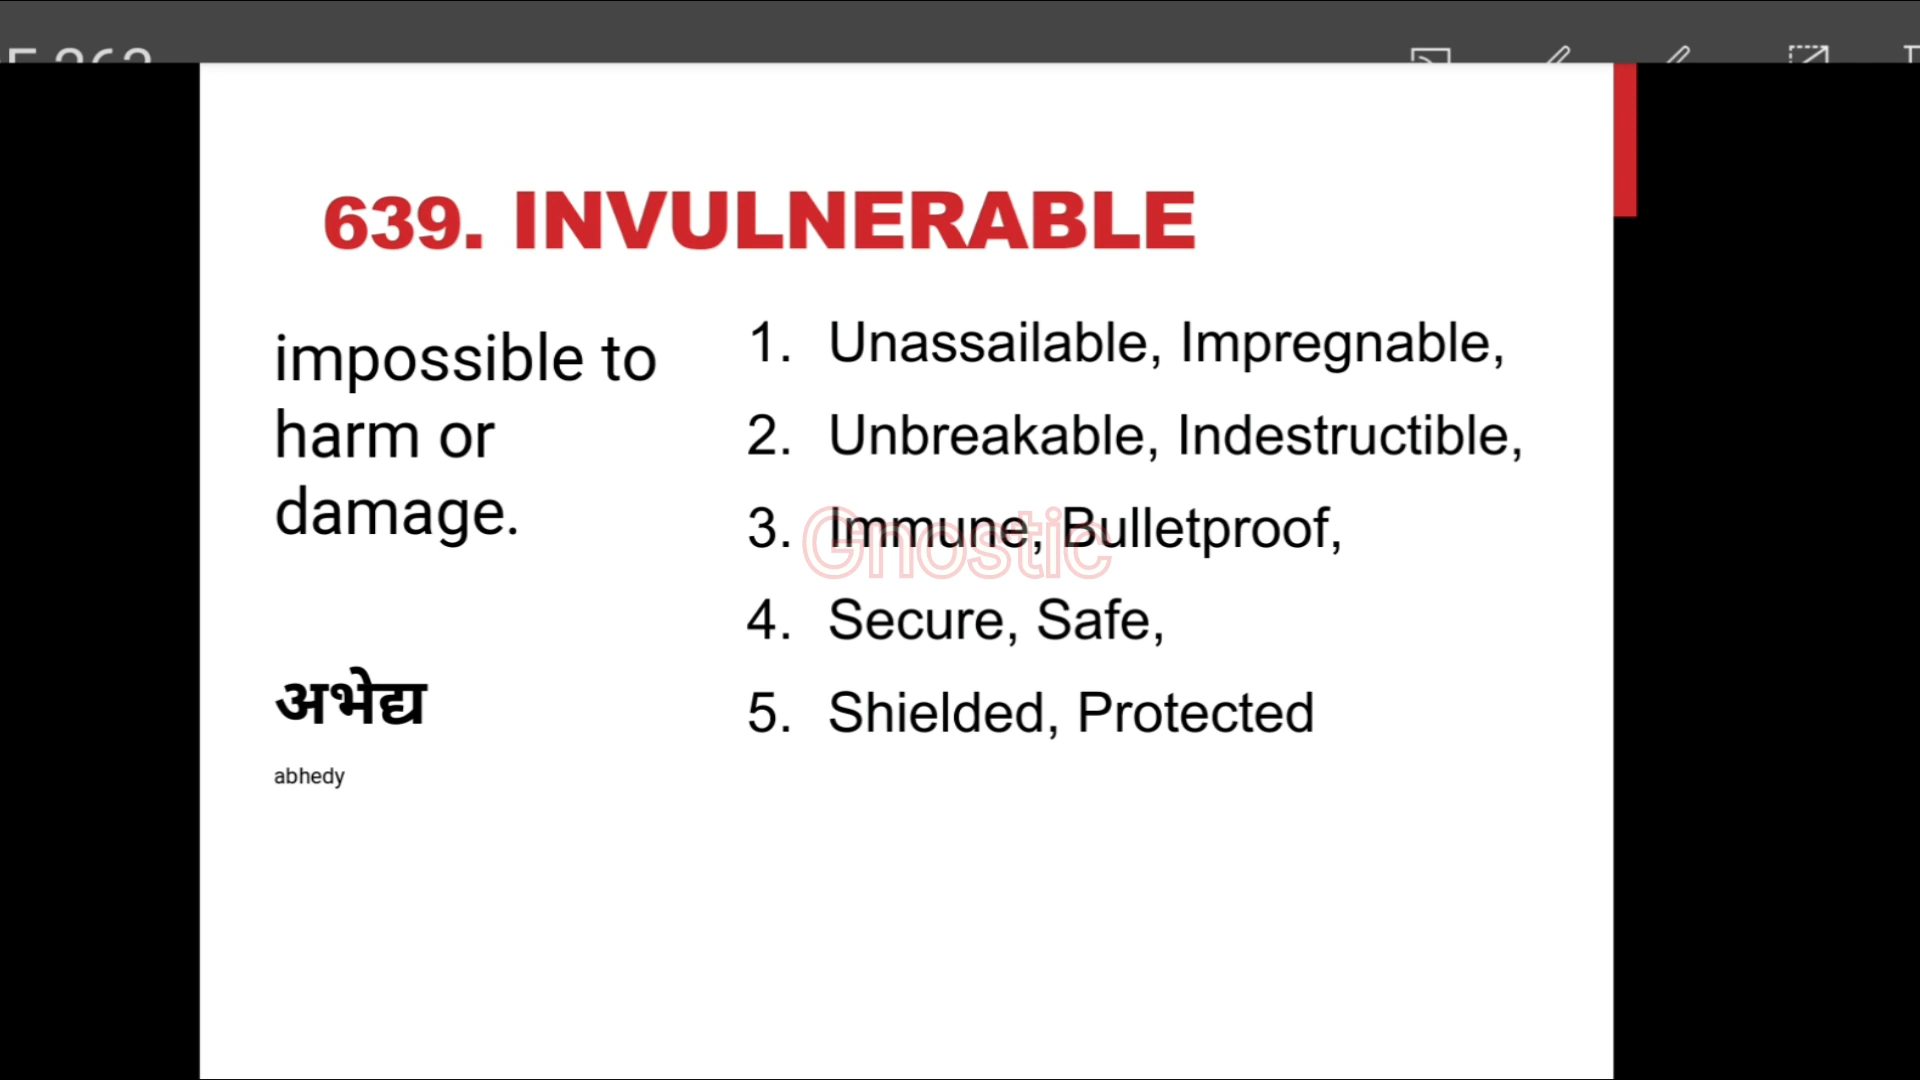 639. INVULNERABLE
impossible to
harm or
damage.
अभेद्य
abhedy
1. Unassailable, Impregnable,
2. Unbreakable, Indestructible,
3. Immune, Bulletproof,
4. Secure, Safe,
5. Shielded, Protected
Gnostic